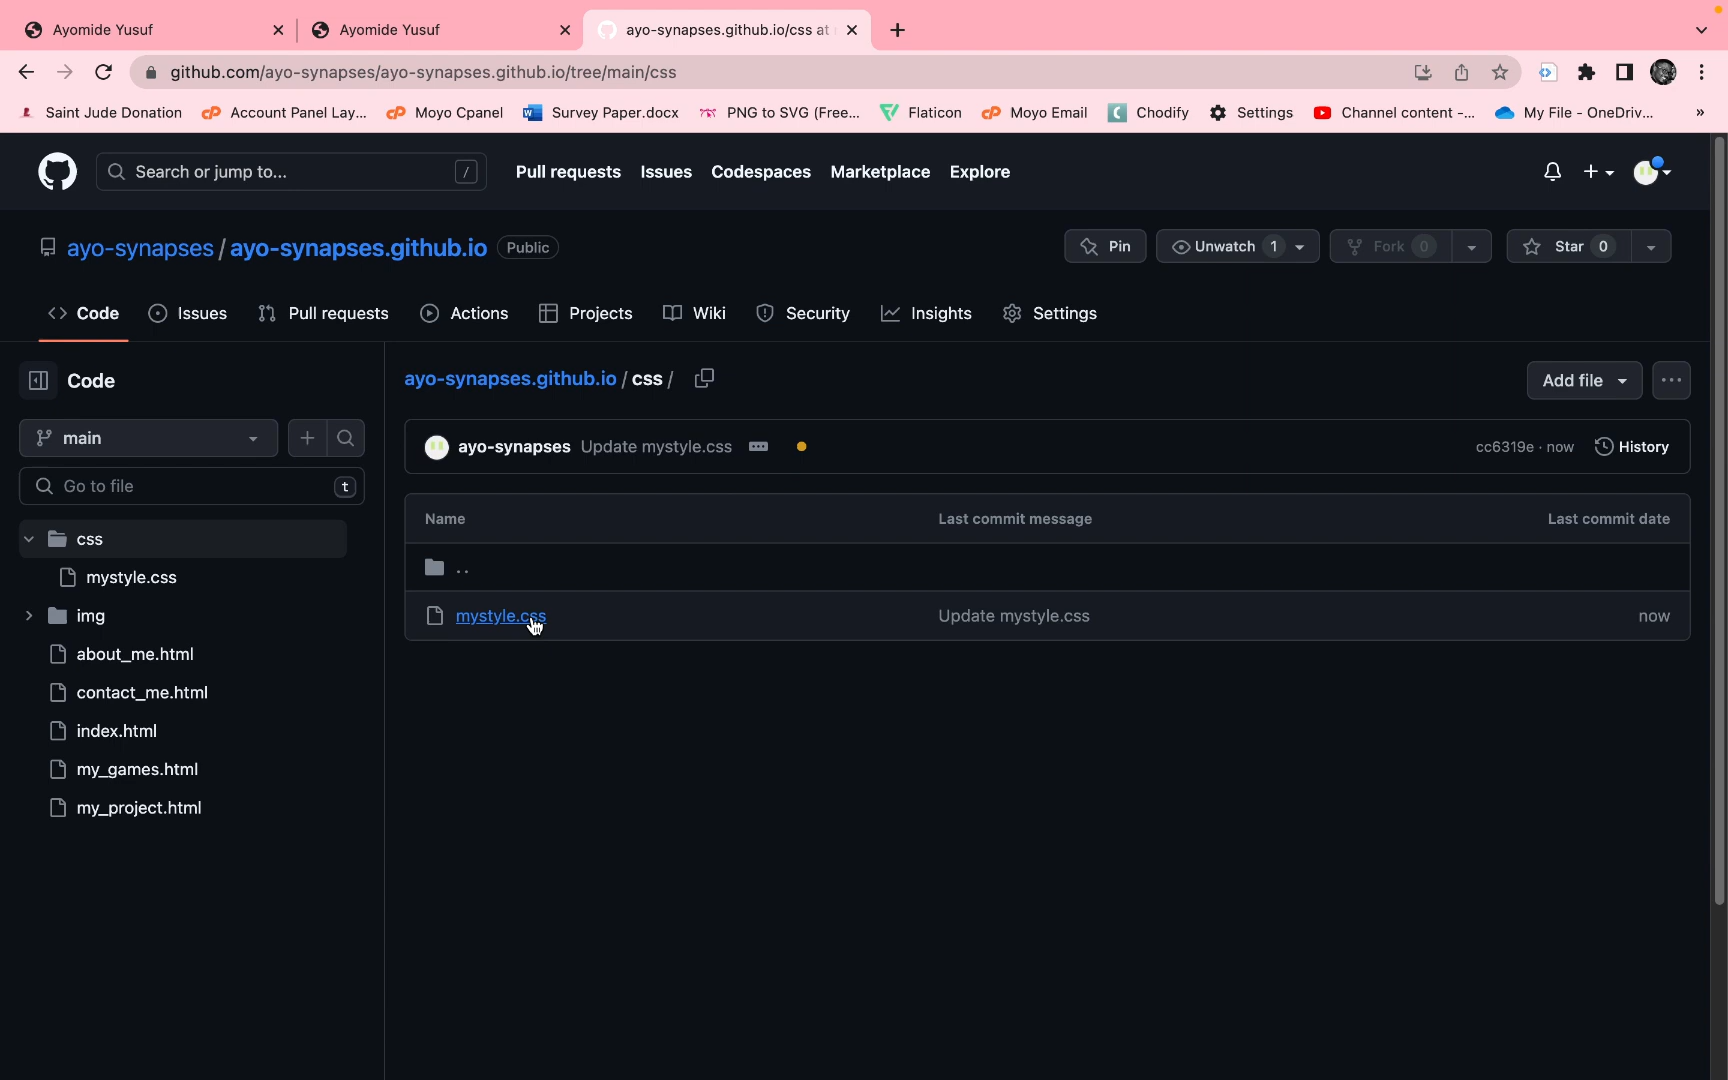 Ayomide Yusuf
Ayomide Yusuf
ayo-synapses.github.io/css at
github.com/ayo-synapses/ayo-synapses.github.io/tree/main/css
Saint Jude Donation
Account Panel Lay...
Moyo Cpanel
Survey Paper.docx
PNG to SVG (Free...
Flaticon
Moyo Email
Chodify
Settings
Channel content -...
My File - OneDriv...
»
Search or jump to...
/
Pull requests
Issues
Codespaces
Marketplace
Explore
ayo-synapses / ayo-synapses.github.io
Public
Pin
Unwatch 1
Fork 0
Star 0
Code
Issues
Pull requests
Actions
Projects
Wiki
Security
Insights
Settings
Code
main
Go to file
t
css
mystyle.css
img
about_me.html
contact_me.html
index.html
my_games.html
my_project.html
ayo-synapses.github.io / css /
Add file
ayo-synapses Update mystyle.css
cc6319e · now
History
Name
Last commit message
Last commit date
..
mystyle.css
Update mystyle.css
now